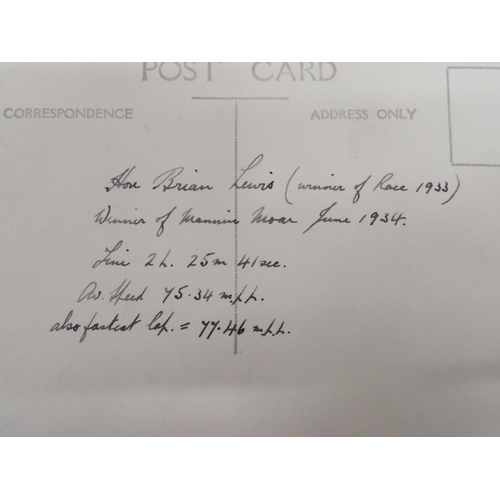 POST CARD
CORRESPONDENCE
ADDRESS ONLY
Hon Brian Lewis (winner of Race 1933)
Winner of Mannin Moar June 1934.
Time 2h. 25m 41sec.
Av. Speed 75.34 m.p.h.
also fastest lap. = 77.46 m.p.h.